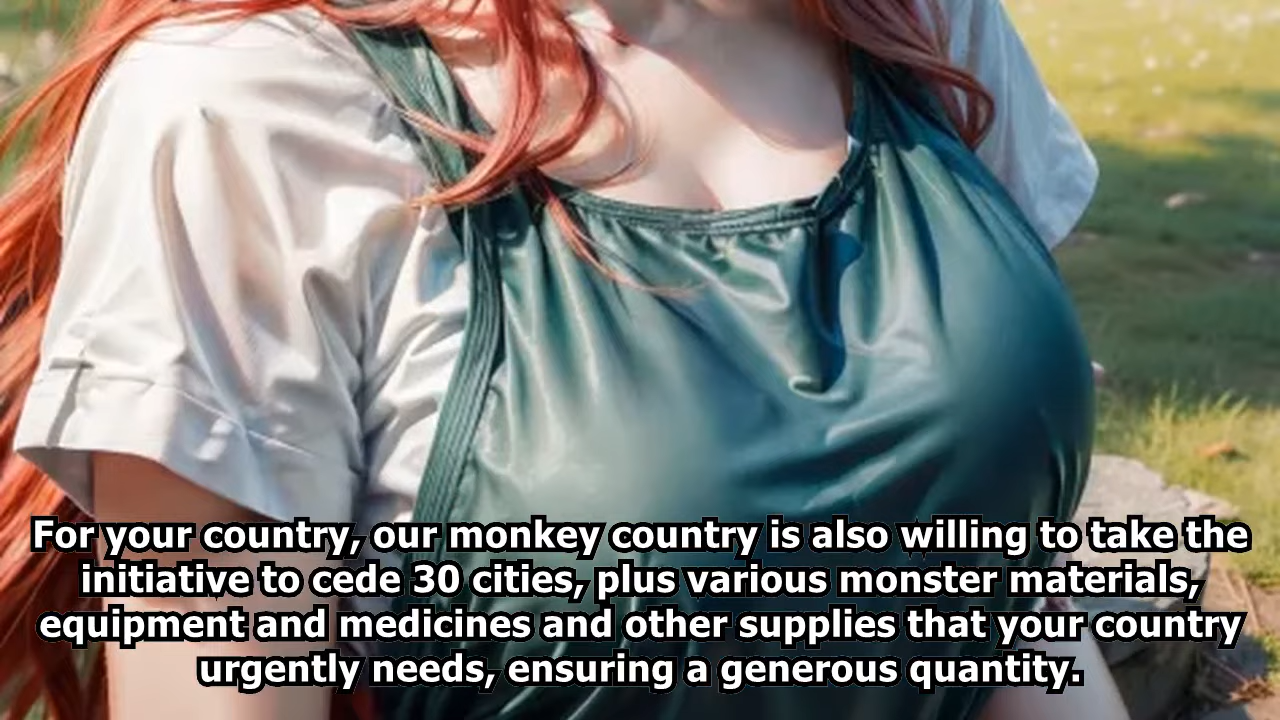 For your country, our monkey country is also willing to take the
initiative to cede 30 cities, plus various monster materials,
equipment and medicines and other supplies that your country
urgently needs, ensuring a generous quantity.